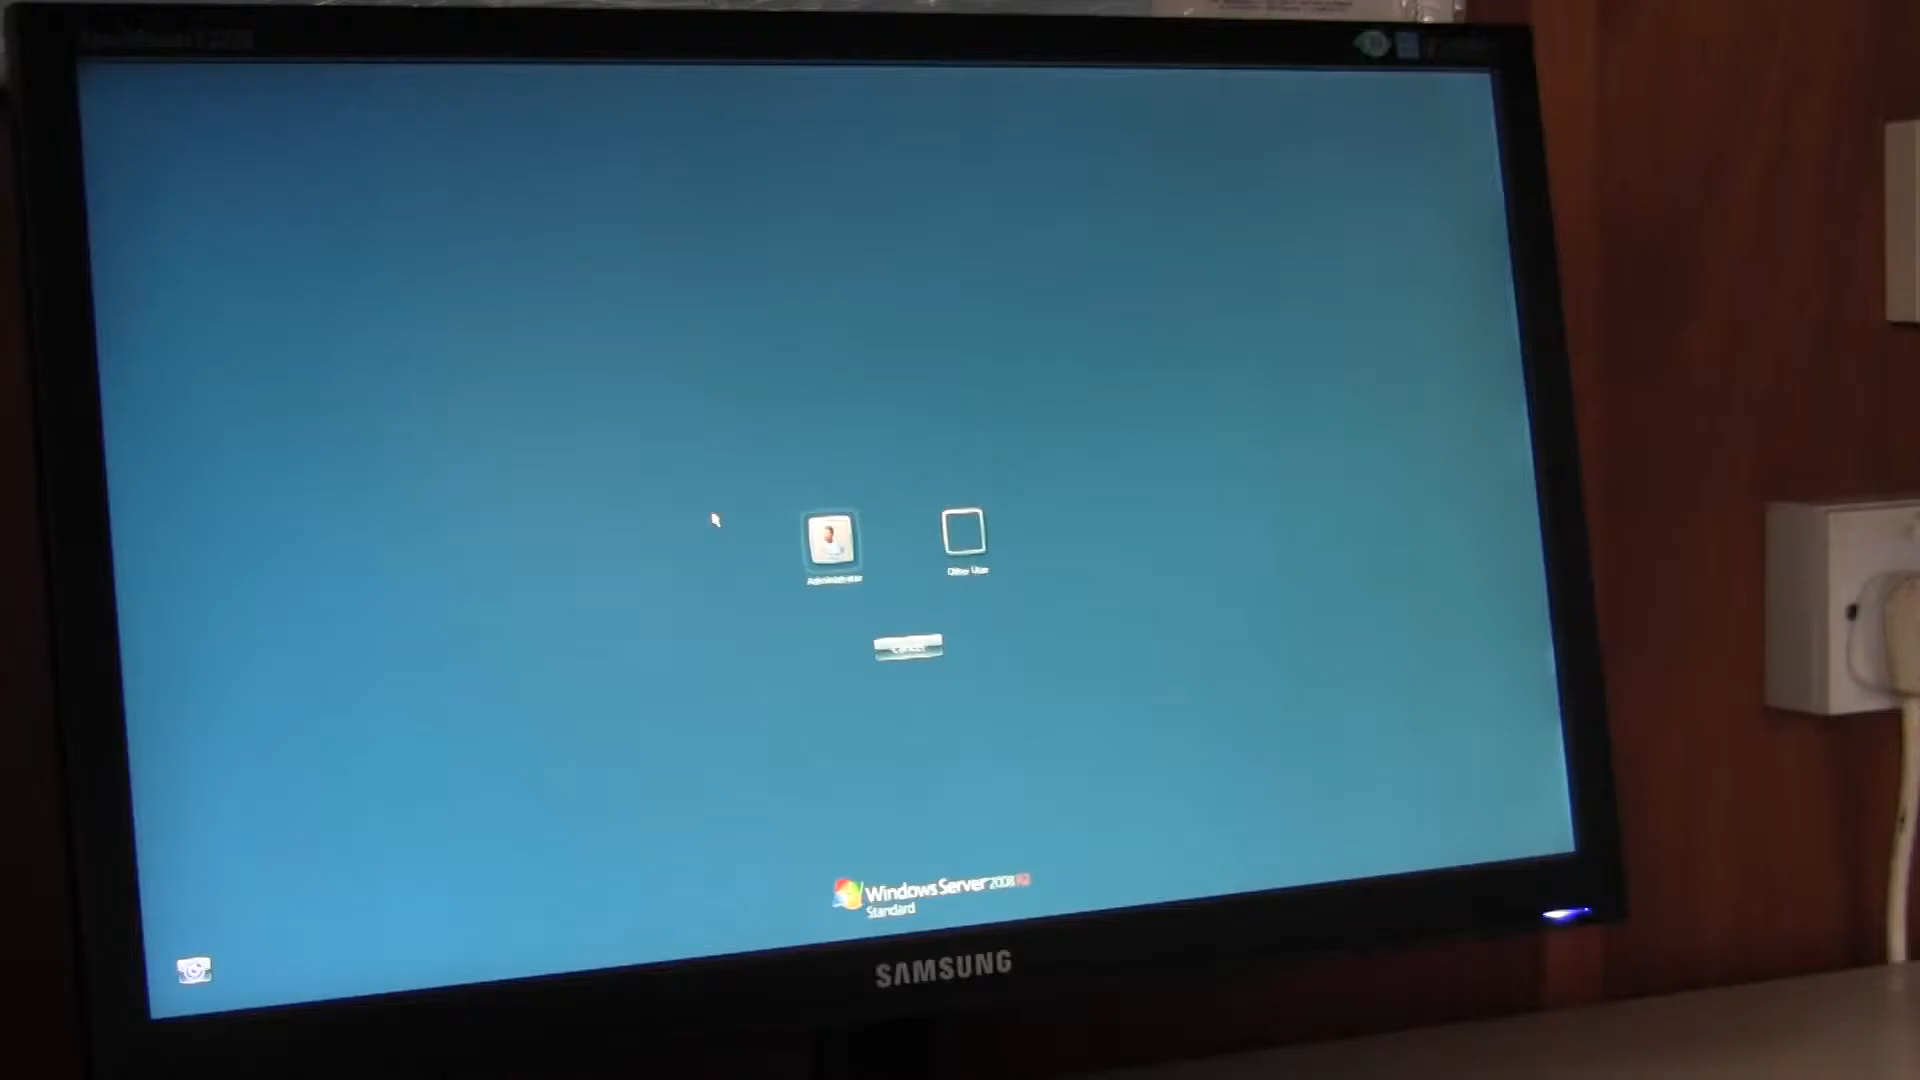 Administrator
Other User
Cancel
Windows Server 2008 R2
Standard
SAMSUNG